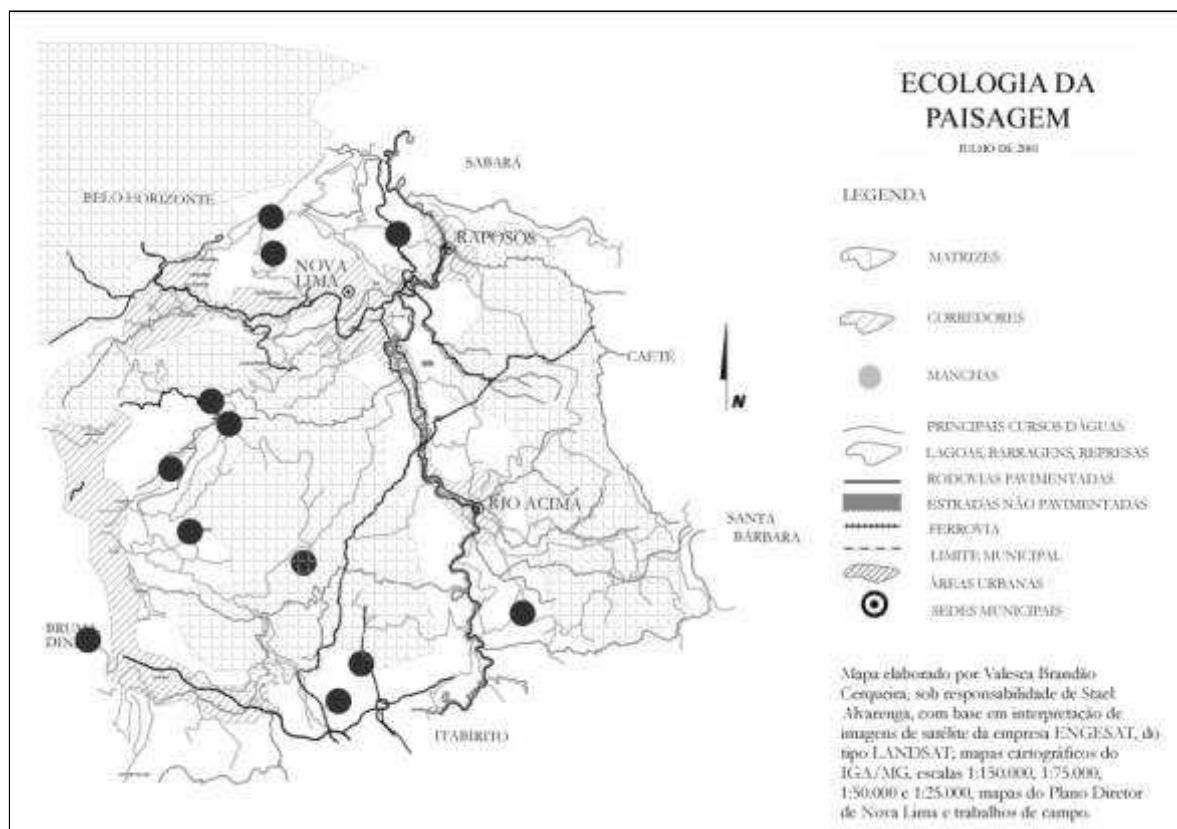 ECOLOGIA DA
PAISAGEM
JULHO DE 2001
SABARÁ
BELO HORIZONTE
RAPOSOS
NOVA
LIMA
CAETÉ
N
RIO ACIMA
SANTA
BÁRBARA
ITABIRITO
LEGENDA
MATRIZES
CORREDORES
MANCHAS
PRINCIPAIS CURSOS D'ÁGUAS
LAGOAS, BARRAGENS, REPRESAS
RODOVIAS PAVIMENTADAS
ESTRADAS NÃO PAVIMENTADAS
FERROVIA
LIMITE MUNICIPAL
ÁREAS URBANAS
SEDES MUNICIPAIS
Mapa elaborado por Valesca Brandão
Cerqueira, sob responsabilidade de Stael
Alvarenga, com base em interpretação de
imagens de satélite da empresa ENGESAT, do
tipo LANDSAT; mapas cartográficos do
IGA/MG, escalas 1:150.000, 1:75.000,
1:50.000 e 1:25.000, mapas do Plano Diretor
de Nova Lima e trabalhos de campo.